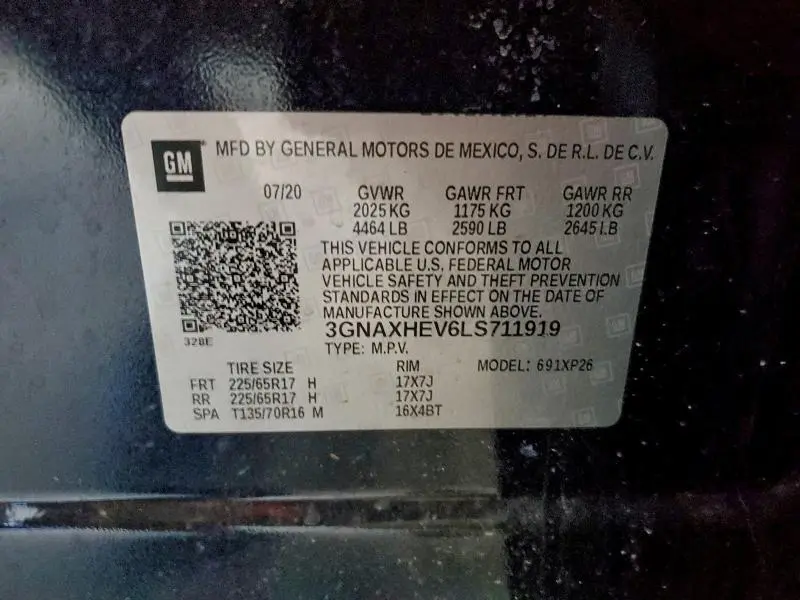 GM
MFD BY GENERAL MOTORS DE MEXICO, S. DE R.L. DE C.V.
07/20 GVWR GAWR FRT GAWR RR
2025 KG 1175 KG 1200 KG
4464 LB 2590 LB 2645 LB
THIS VEHICLE CONFORMS TO ALL
APPLICABLE U.S. FEDERAL MOTOR
VEHICLE SAFETY AND THEFT PREVENTION
STANDARDS IN EFFECT ON THE DATE OF
MANUFACTURE SHOWN ABOVE.
3GNAXHEV6LS711919
328E
TYPE: M.P.V.
TIRE SIZE RIM MODEL: 691XP26
FRT 225/65R17 H 17X7J
RR 225/65R17 H 17X7J
SPA T135/70R16 M 16X4BT